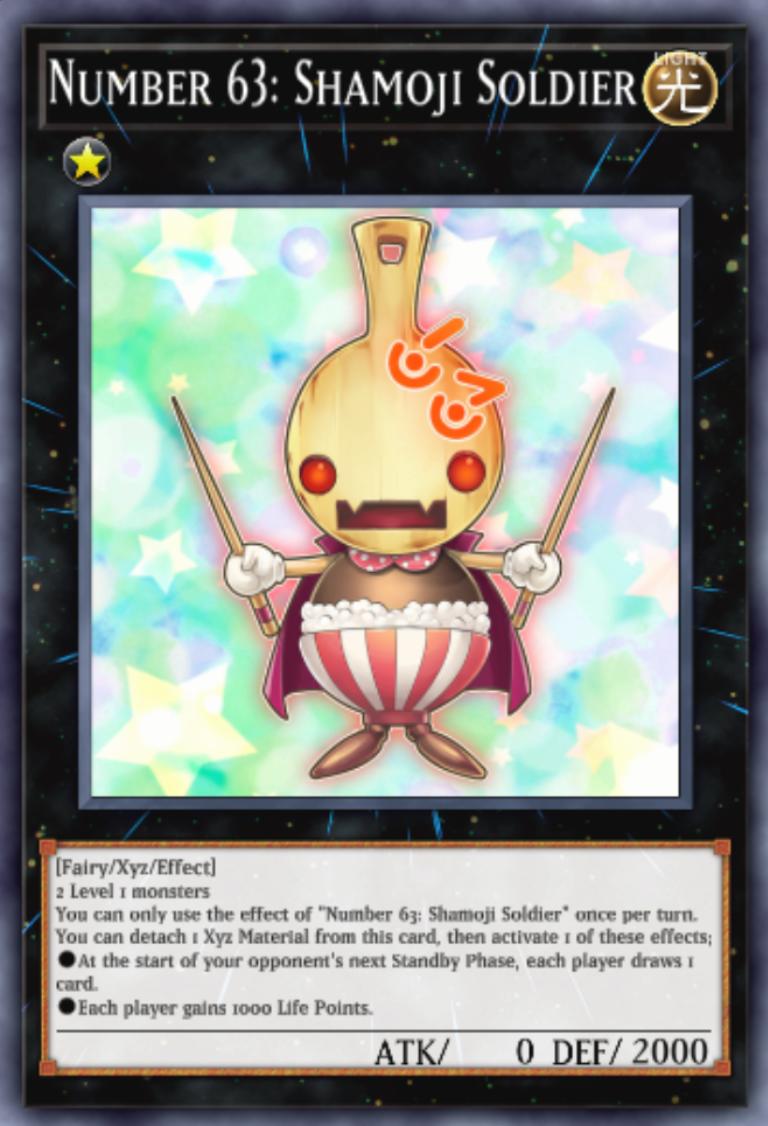 NUMBER 63: SHAMOJI SOLDIER
LIGHT
光
[Fairy/Xyz/Effect]
2 Level 1 monsters
You can only use the effect of "Number 63: Shamoji Soldier" once per turn.
You can detach 1 Xyz Material from this card, then activate 1 of these effects;
●At the start of your opponent's next Standby Phase, each player draws 1
card.
●Each player gains 1000 Life Points.
ATK/ 0 DEF/ 2000